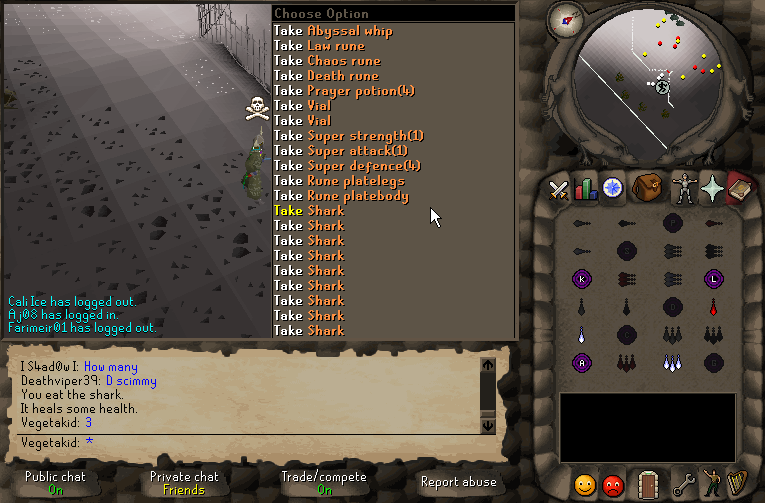 Choose Option
Take Abyssal whip
Take Law rune
Take Chaos rune
Take Death rune
Take Prayer potion(4)
Take Vial
Take Vial
Take Super strength(1)
Take Super attack(1)
Take Super defence(4)
Take Rune platelegs
Take Rune platebody
Take Shark
Take Shark
Take Shark
Take Shark
Take Shark
Take Shark
Take Shark
Take Shark
Take Shark
Cali Ice has logged out.
Aj08 has logged in.
Farimeir01 has logged out.
I S4ad0w I: How many
Deathviper39: D scimmy
You eat the shark.
It heals some health.
Vegetakid: 3
Vegetakid: *
Public chat
On
Private chat
Friends
Trade/compete
On
Report abuse
K
L
A